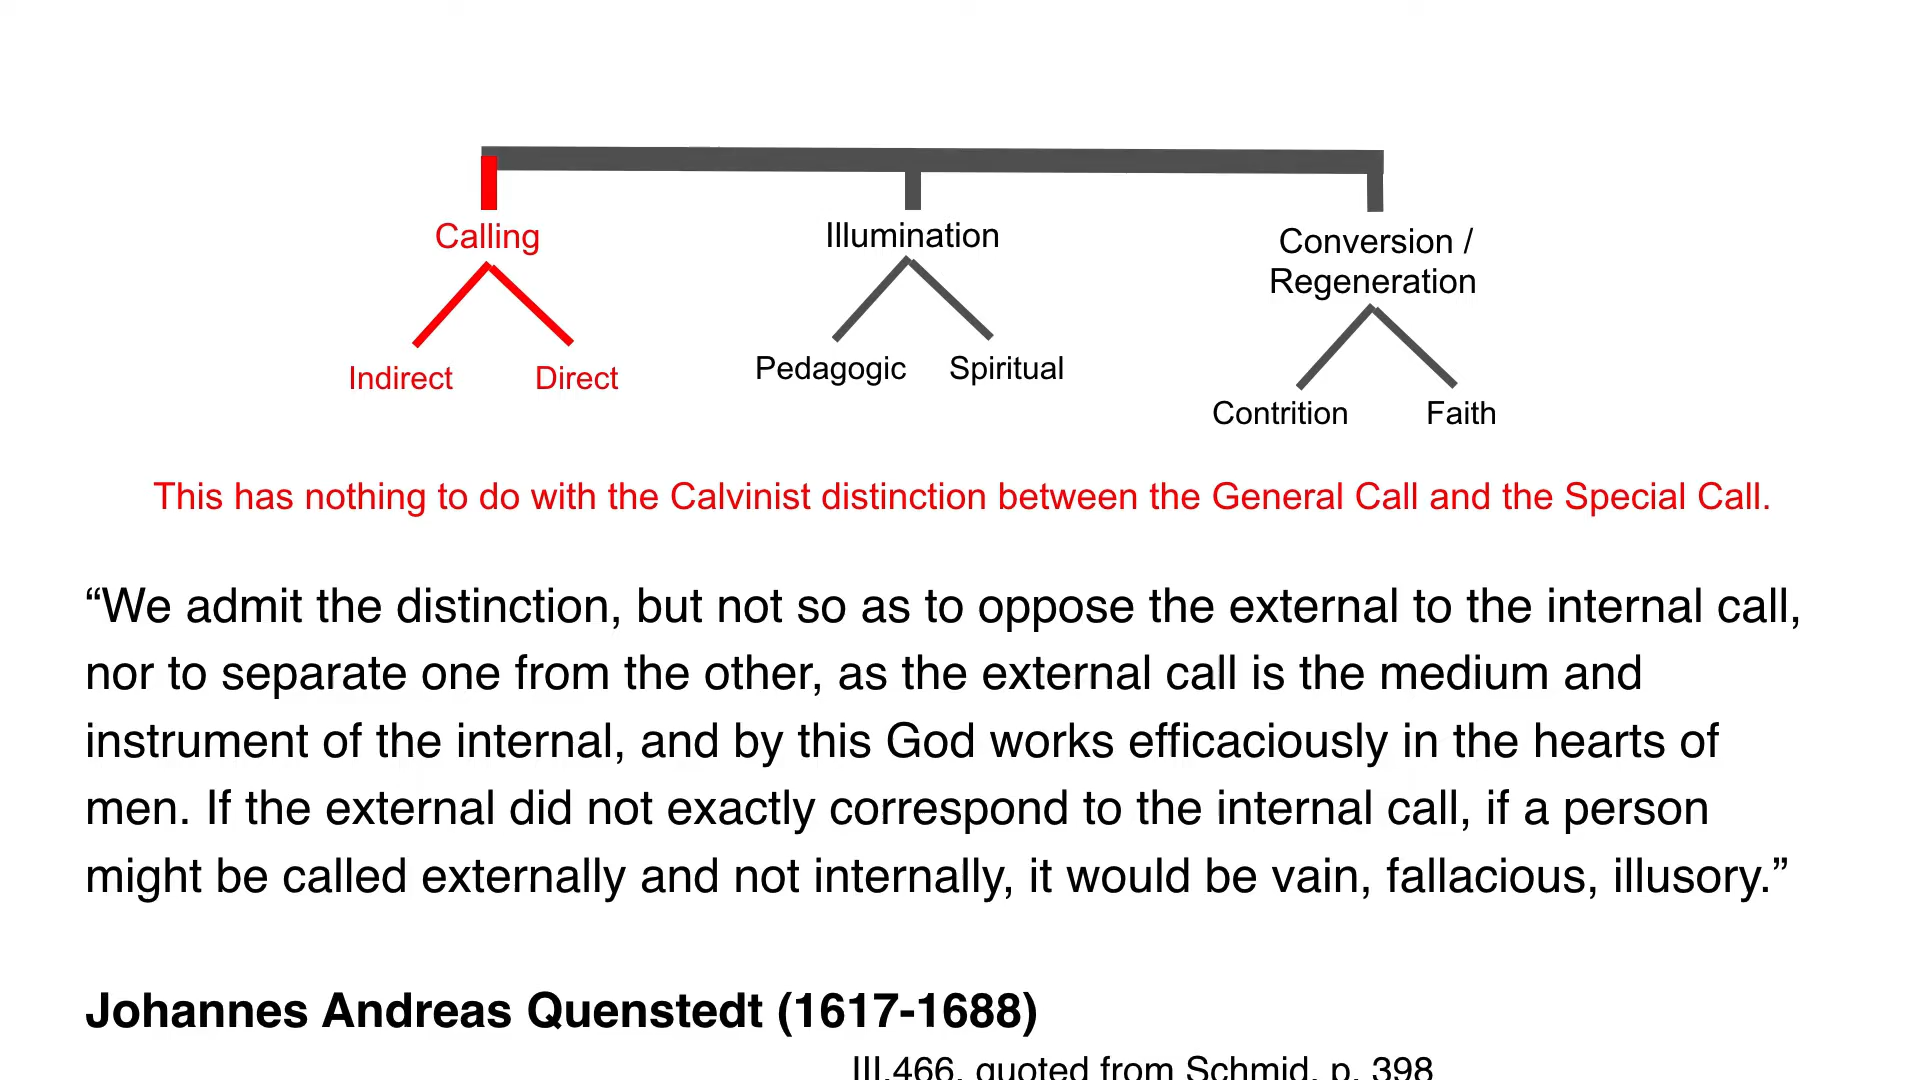 Calling
Illumination
Conversion /
Regeneration
Indirect
Direct
Pedagogic
Spiritual
Contrition
Faith
This has nothing to do with the Calvinist distinction between the General Call and the Special Call.
“We admit the distinction, but not so as to oppose the external to the internal call,
nor to separate one from the other, as the external call is the medium and
instrument of the internal, and by this God works efficaciously in the hearts of
men. If the external did not exactly correspond to the internal call, if a person
might be called externally and not internally, it would be vain, fallacious, illusory.”
Johannes Andreas Quenstedt (1617-1688)
III.466, quoted from Schmid, p. 398